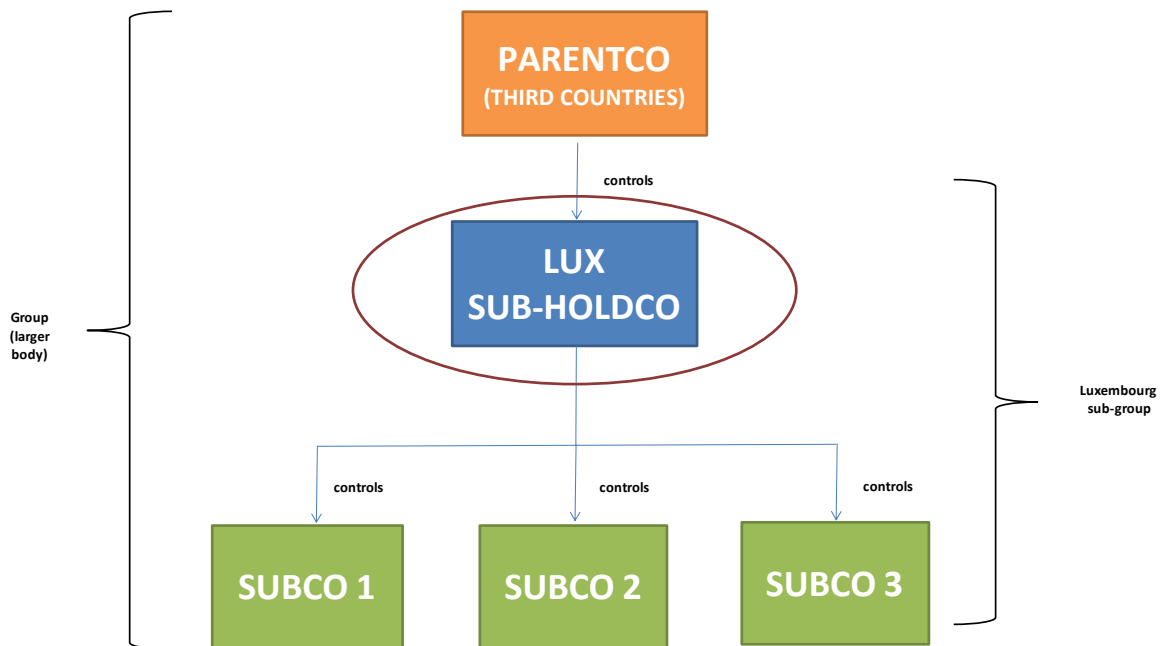 PARENTCO
(THIRD COUNTRIES)
controls
LUX
SUB-HOLDCO
Group
(larger
body)
Luxembourg
sub-group
controls
controls
controls
SUBCO 1
SUBCO 2
SUBCO 3